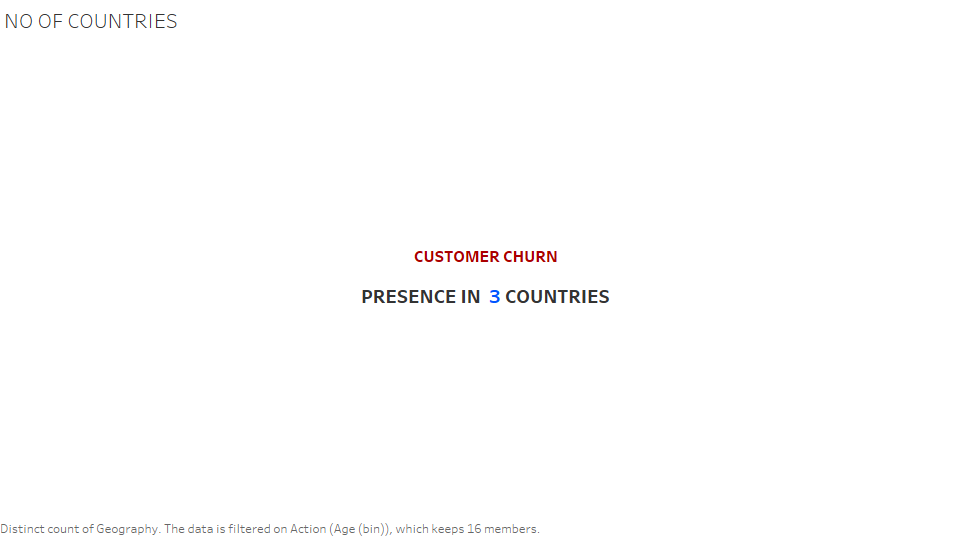 NO OF COUNTRIES
CUSTOMER CHURN
PRESENCE IN 3 COUNTRIES
Distinct count of Geography. The data is filtered on Action (Age (bin)), which keeps 16 members.